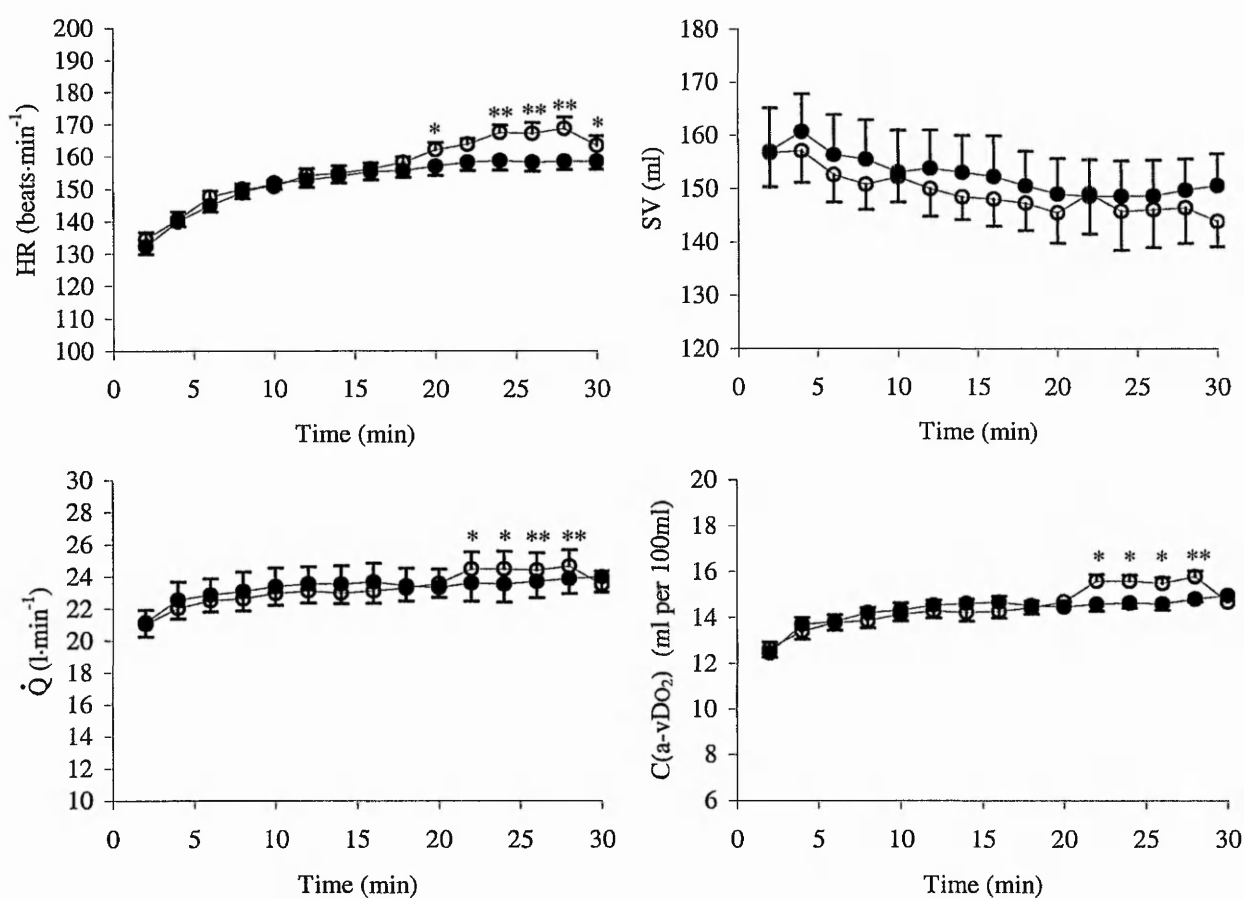 HR (beats·min⁻¹)
200
190
180
170
160
150
140
130
120
110
100
* ** ** ** *
0 5 10 15 20 25 30
Time (min)
SV (ml)
180
170
160
150
140
130
120
0 5 10 15 20 25 30
Time (min)
Q̇ (l·min⁻¹)
30
28
26
24
22
20
18
16
14
12
10
* * ** **
0 5 10 15 20 25 30
Time (min)
C(a-vDO₂) (ml per 100ml)
20
18
16
14
12
10
8
6
* * * **
0 5 10 15 20 25 30
Time (min)